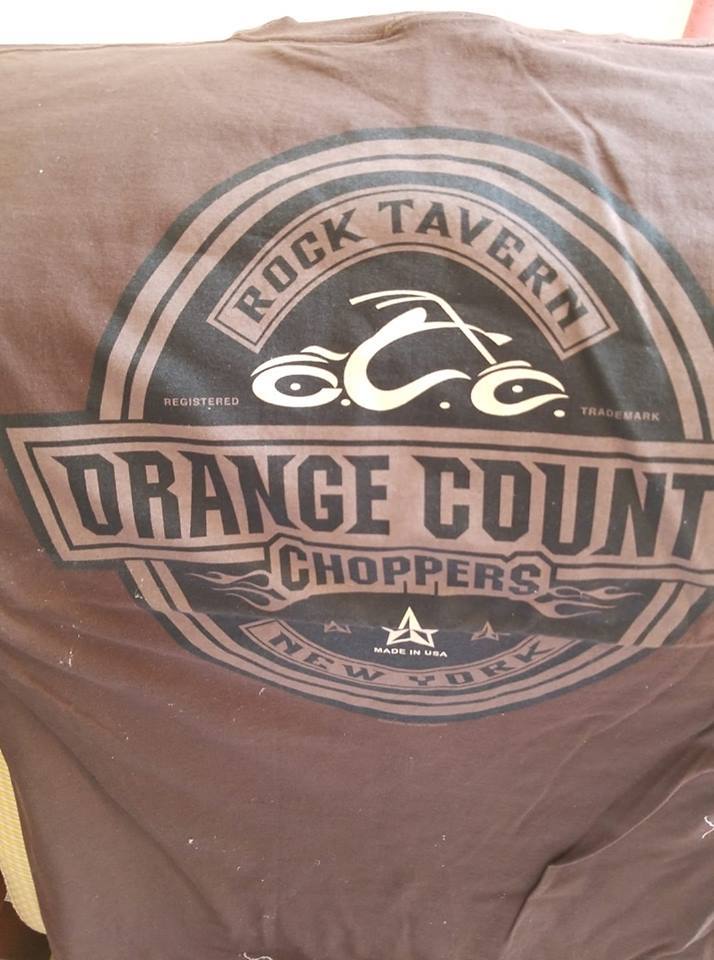 ROCK TAVERN
O.C.C.
REGISTERED
TRADEMARK
ORANGE COUNT
CHOPPERS
MADE IN USA
NEW YORK